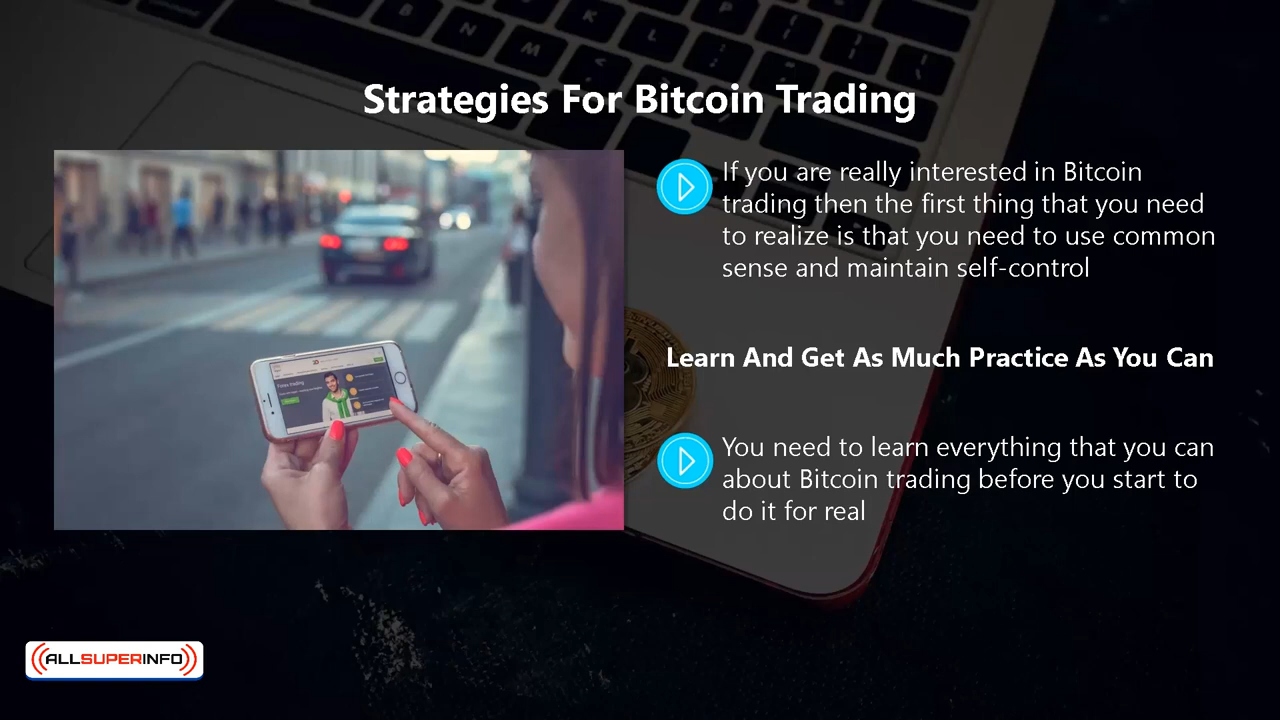 Strategies For Bitcoin Trading
If you are really interested in Bitcoin
trading then the first thing that you need
to realize is that you need to use common
sense and maintain self-control
Learn And Get As Much Practice As You Can
You need to learn everything that you can
about Bitcoin trading before you start to
do it for real
Forex trading
((ALLSUPERINFO))
B
N
M
K
L